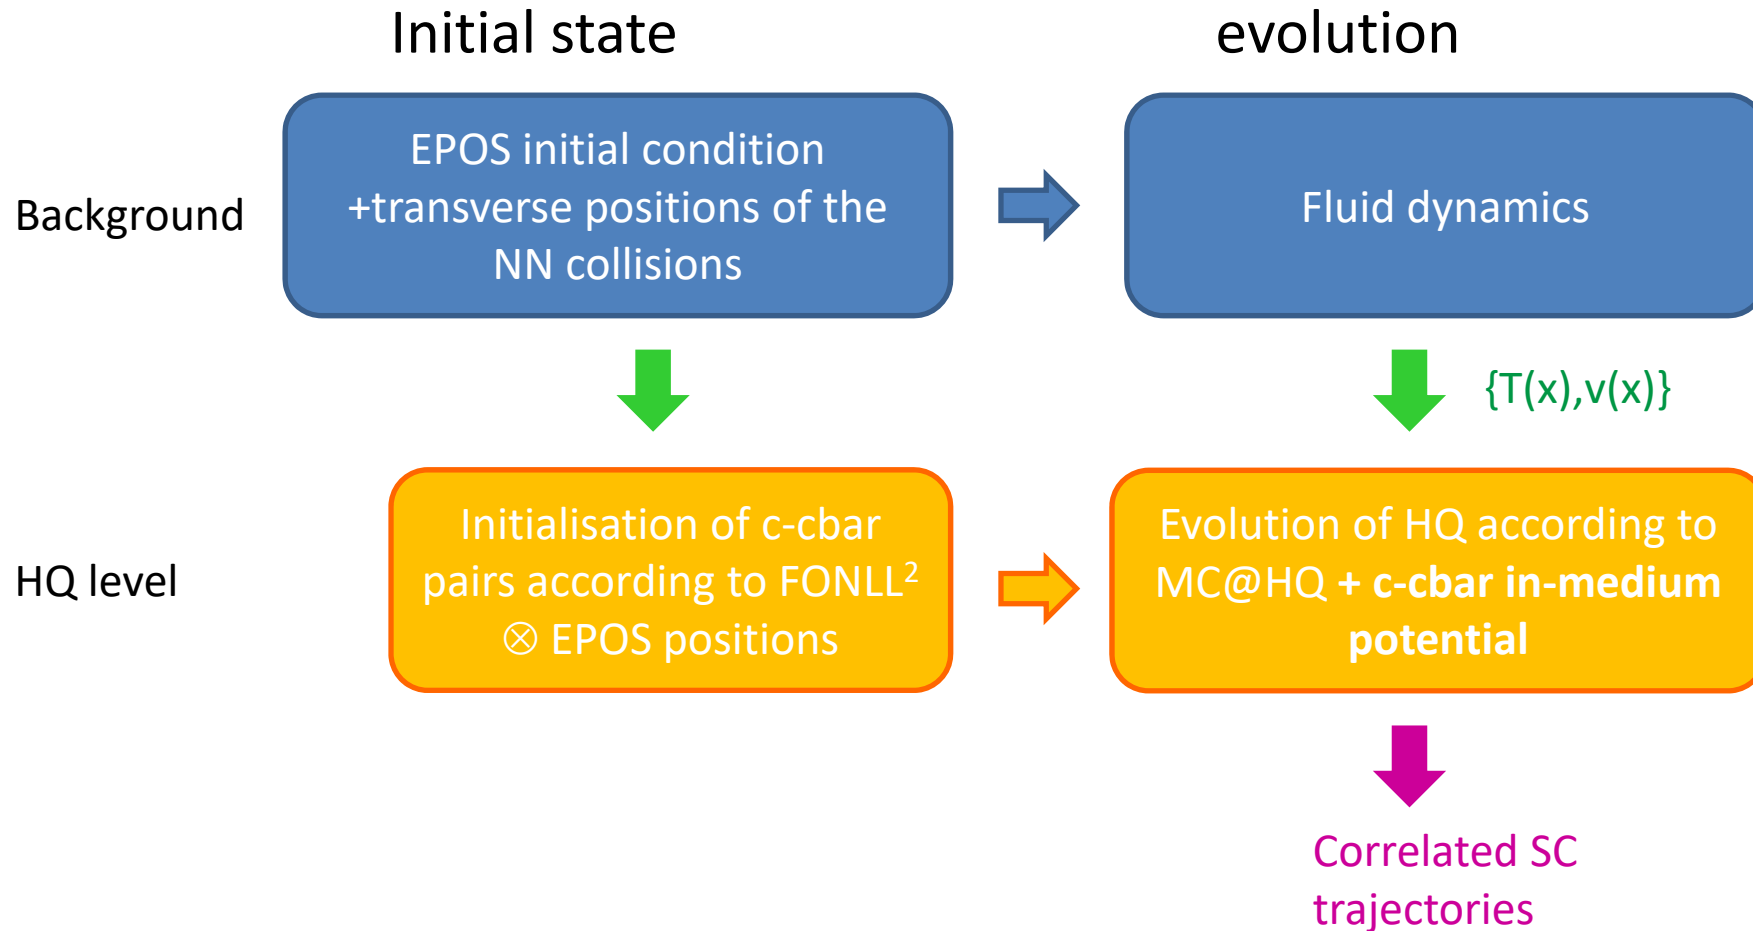 Initial state
evolution
Background
EPOS initial condition
+transverse positions of the
NN collisions
Fluid dynamics
{T(x),v(x)}
HQ level
Initialisation of c-cbar
pairs according to FONLL²
⊗ EPOS positions
Evolution of HQ according to
MC@HQ + c-cbar in-medium
potential
Correlated SC
trajectories